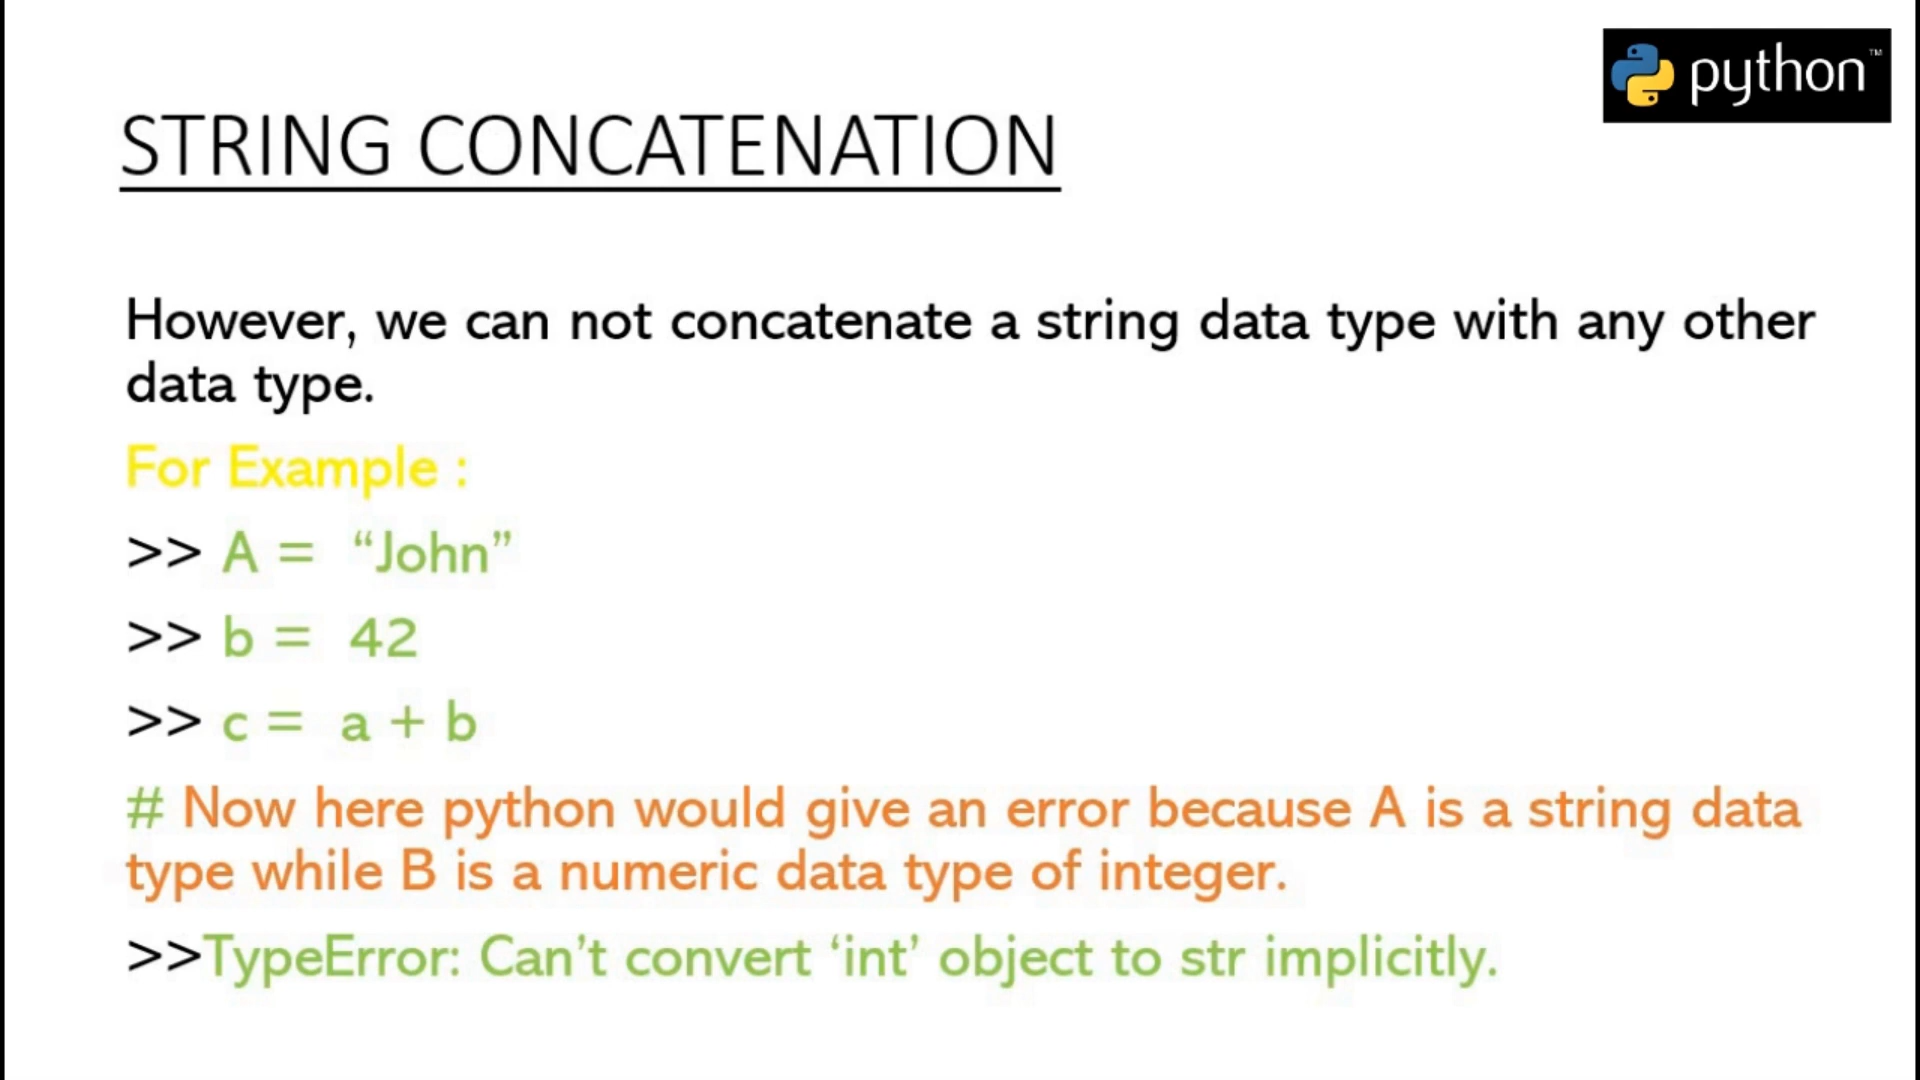 python™
STRING CONCATENATION
However, we can not concatenate a string data type with any other
data type.
For Example :
>> A = “John”
>> b = 42
>> c = a + b
# Now here python would give an error because A is a string data
type while B is a numeric data type of integer.
>>TypeError: Can’t convert ‘int’ object to str implicitly.